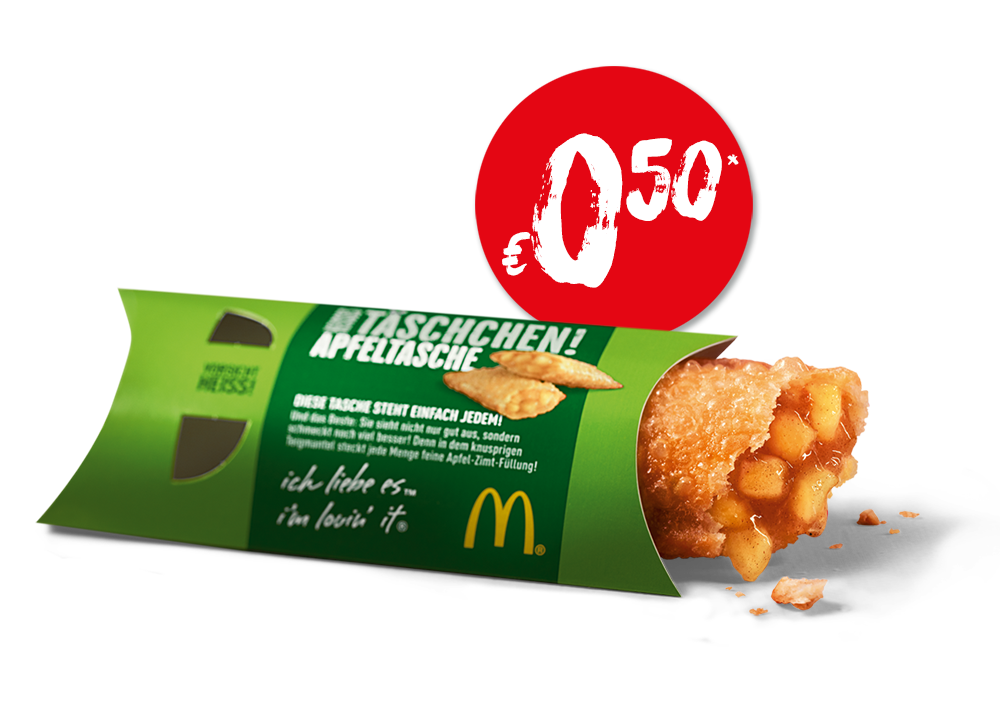 €0 50*
TÄSCHCHEN!
APFELTASCHE
HEISS!
DIESE TASCHE STEHT EINFACH JEDEM!
Und das Beste: Sie sieht nicht nur gut aus, sondern
schmeckt noch viel besser! Denn in dem knusprigen
Teigmantel steckt jede Menge feine Apfel-Zimt-Füllung!
ich liebe es™
i'm lovin' it®
M®